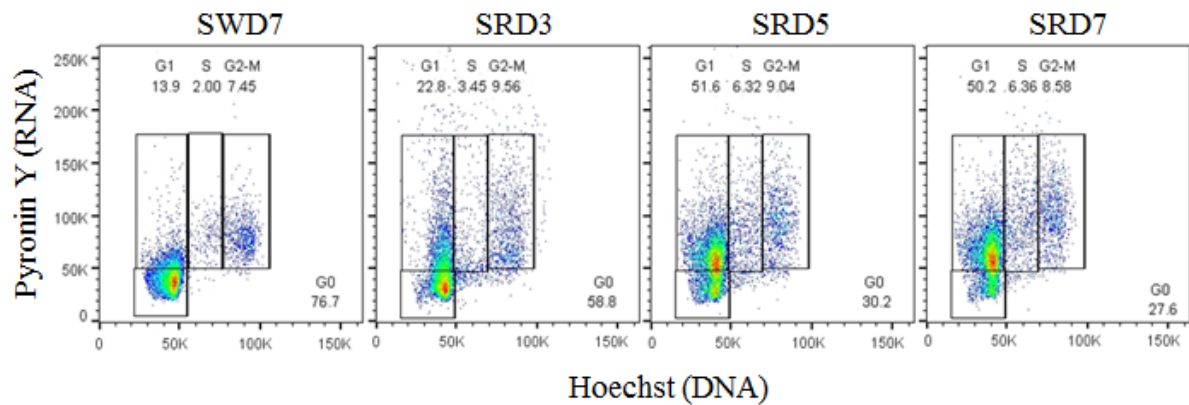 SWD7 SRD3 SRD5 SRD7
G1 S G2-M G1 S G2-M G1 S G2-M G1 S G2-M
13.9 2.00 7.45 22.8 3.45 9.56 51.6 6.32 9.04 50.2 6.36 8.58
250K
200K
150K
100K
50K
0
G0 G0 G0 G0
76.7 58.8 30.2 27.6
0 50K 100K 150K 0 50K 100K 150K 0 50K 100K 150K 0 50K 100K 150K
Pyronin Y (RNA)
Hoechst (DNA)